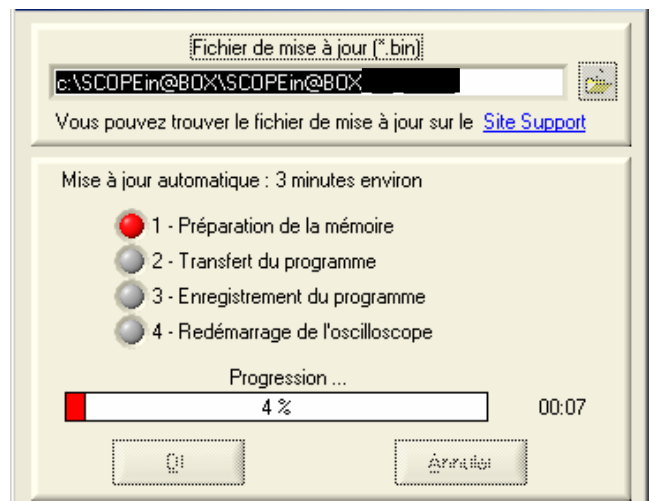 Fichier de mise à jour (*.bin)
c:\SCOPEin@BOX\SCOPEin@BOX
Vous pouvez trouver le fichier de mise à jour sur le Site Support
Mise à jour automatique : 3 minutes environ
1 - Préparation de la mémoire
2 - Transfert du programme
3 - Enregistrement du programme
4 - Redémarrage de l'oscilloscope
Progression ...
4 %
00:07
Annuler